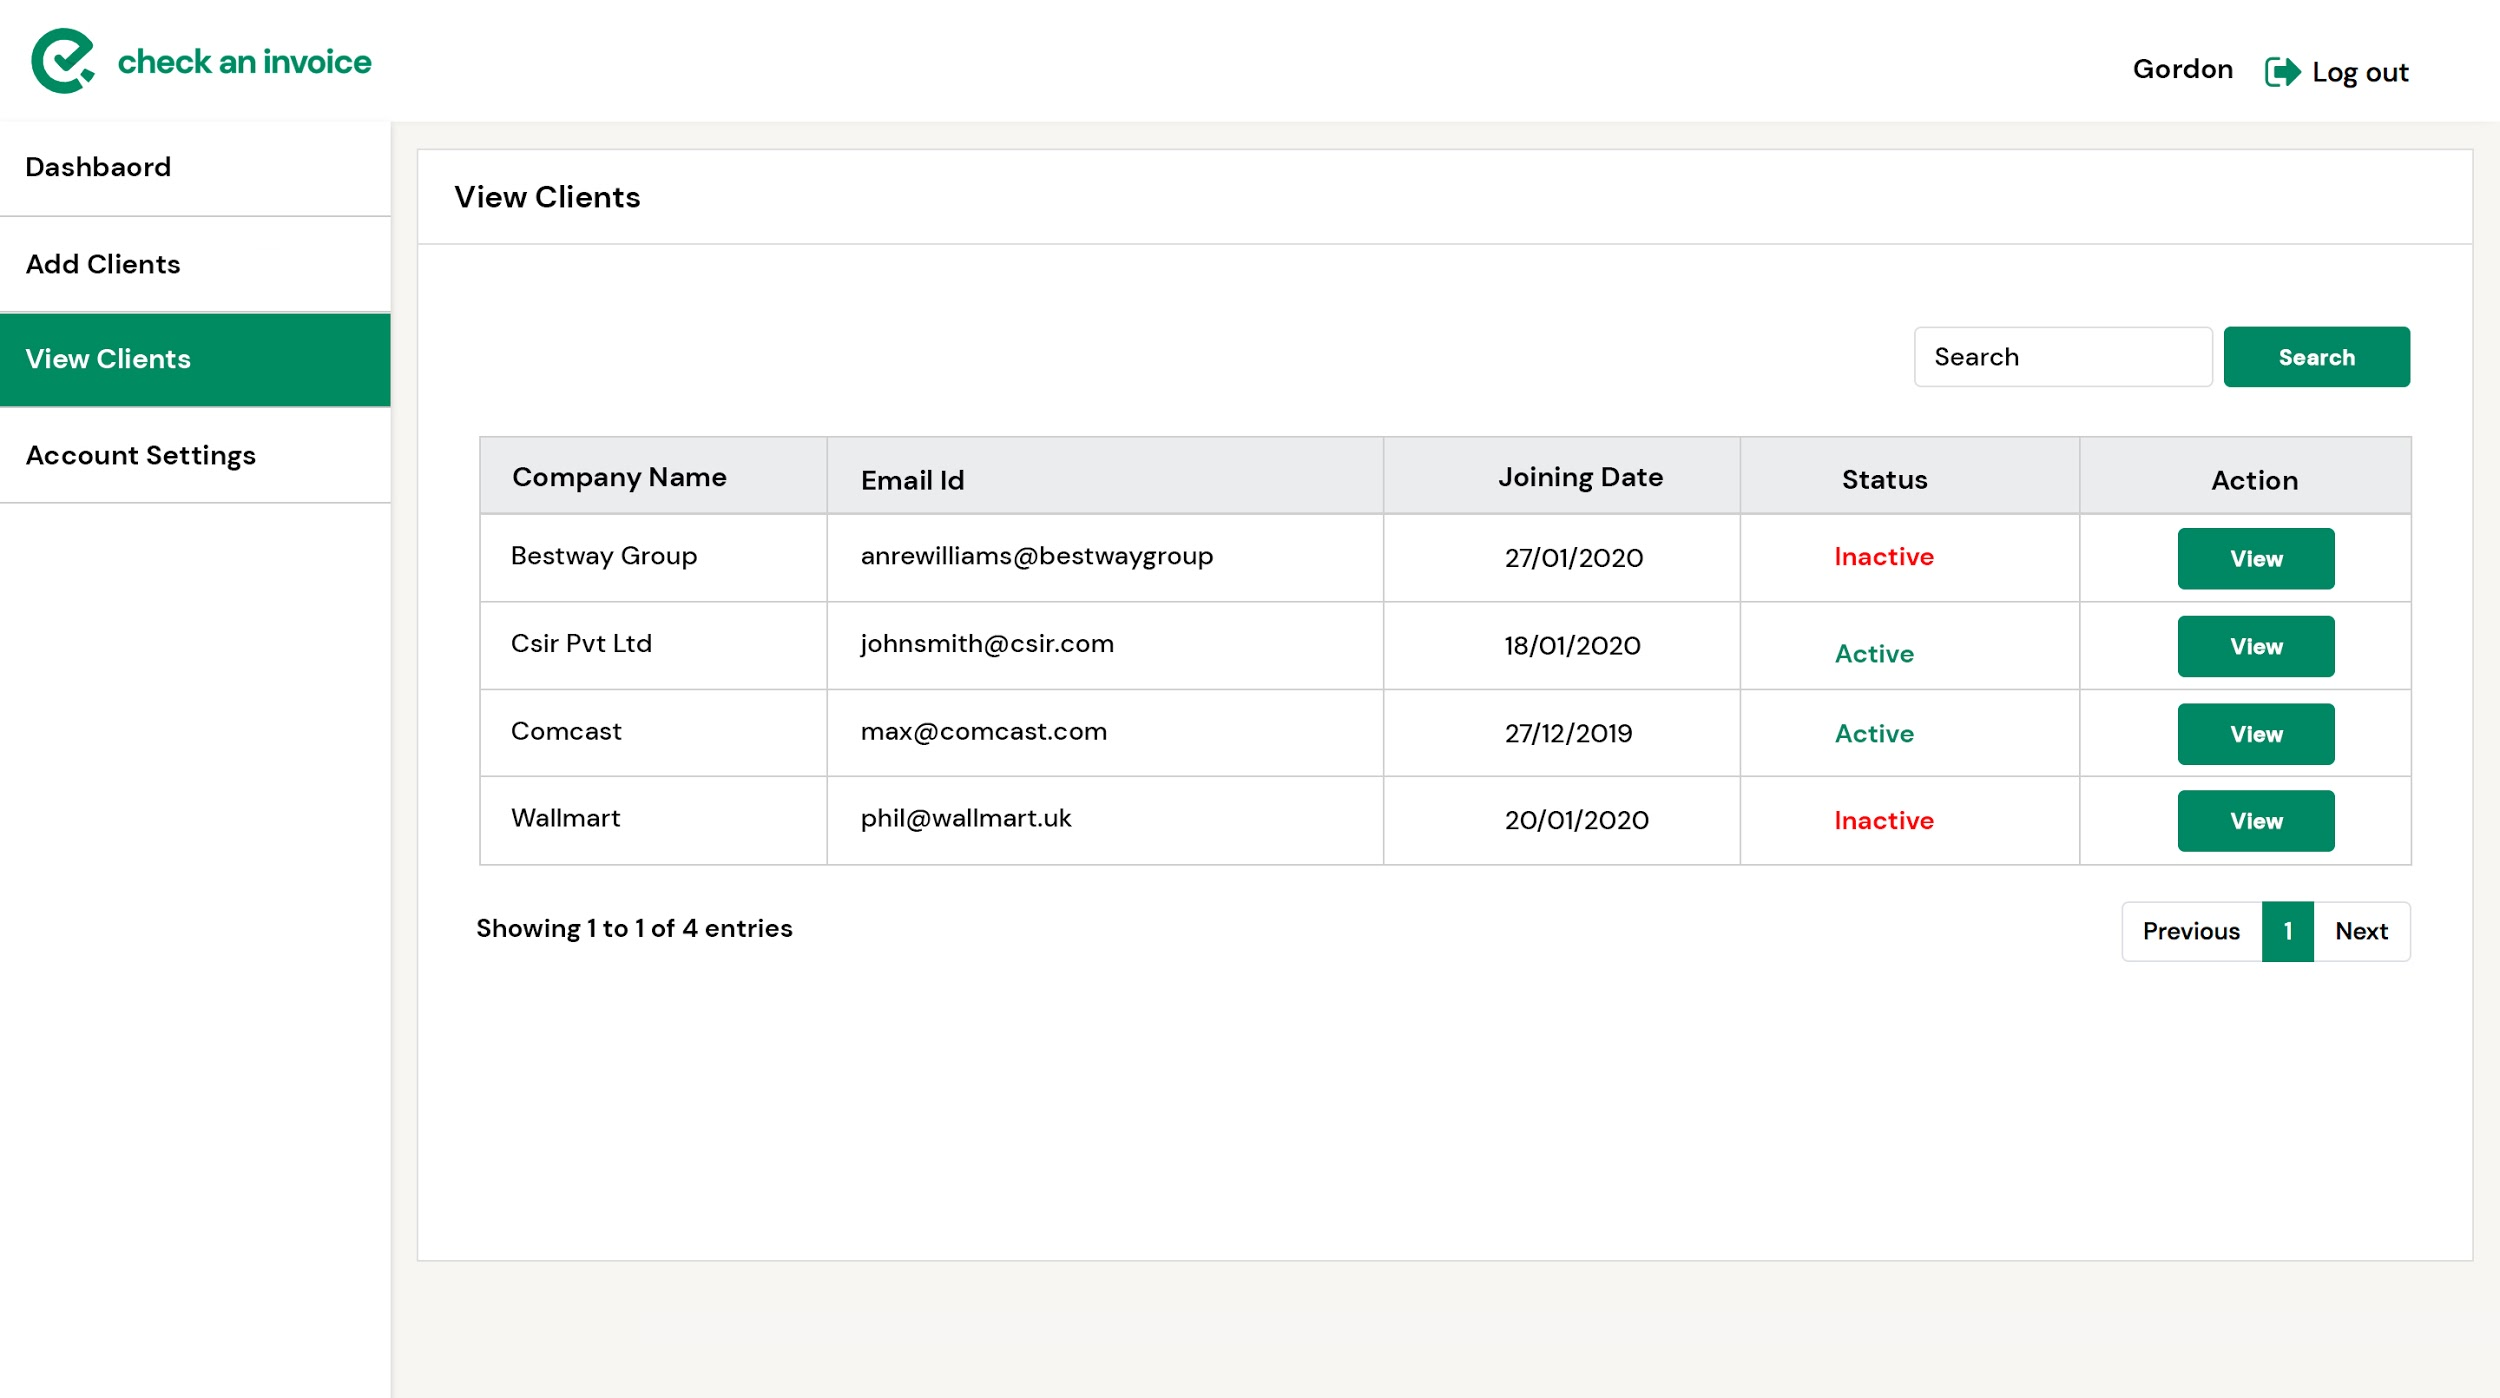 check an invoice
Gordon Log out
Dashbaord
Add Clients
View Clients
Account Settings
View Clients
Search Search
Company Name Email Id Joining Date Status Action
Bestway Group anrewilliams@bestwaygroup 27/01/2020 Inactive View
Csir Pvt Ltd johnsmith@csir.com 18/01/2020 Active View
Comcast max@comcast.com 27/12/2019 Active View
Wallmart phil@wallmart.uk 20/01/2020 Inactive View
Showing 1 to 1 of 4 entries Previous 1 Next